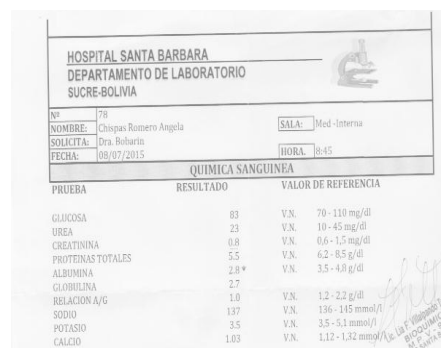 HOSPITAL SANTA BARBARA
DEPARTAMENTO DE LABORATORIO
SUCRE-BOLIVIA
Nº 78
NOMBRE: Chispas Romero Angela SALA: Med -Interna
SOLICITA: Dra. Boharin
FECHA: 08/07/2015 HORA. 8:45
QUIMICA SANGUINEA
PRUEBA RESULTADO VALOR DE REFERENCIA
GLUCOSA 83 V.N. 70 - 110 mg/dl
UREA 23 V.N. 10 - 45 mg/dl
CREATININA 0.8 V.N. 0,6 - 1,5 mg/dl
PROTEINAS TOTALES 5.5 V.N. 6,2 - 8,5 g/dl
ALBUMINA 2.8 * V.N. 3,5 - 4,8 g/dl
GLOBULINA 2.7
RELACION A/G 1.0 V.N. 1,2 - 2,2 g/dl
SODIO 137 V.N. 136 - 145 mmol/l
POTASIO 3.5 V.N. 3,5 - 5,1 mmol/l
CALCIO 1.03 V.N. 1,12 - 1,32 mmol/l